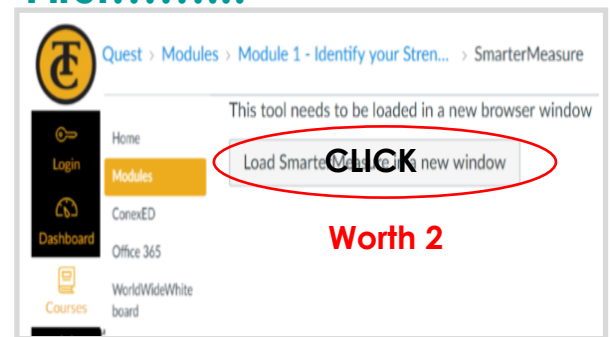 Quest > Modules > Module 1 - Identify your Stren... > SmarterMeasure
This tool needs to be loaded in a new browser window
Load SmarterMeasure in a new window
CLICK
Worth 2
TC
Login
Dashboard
Courses
Home
Modules
ConexED
Office 365
WorldWideWhite
board